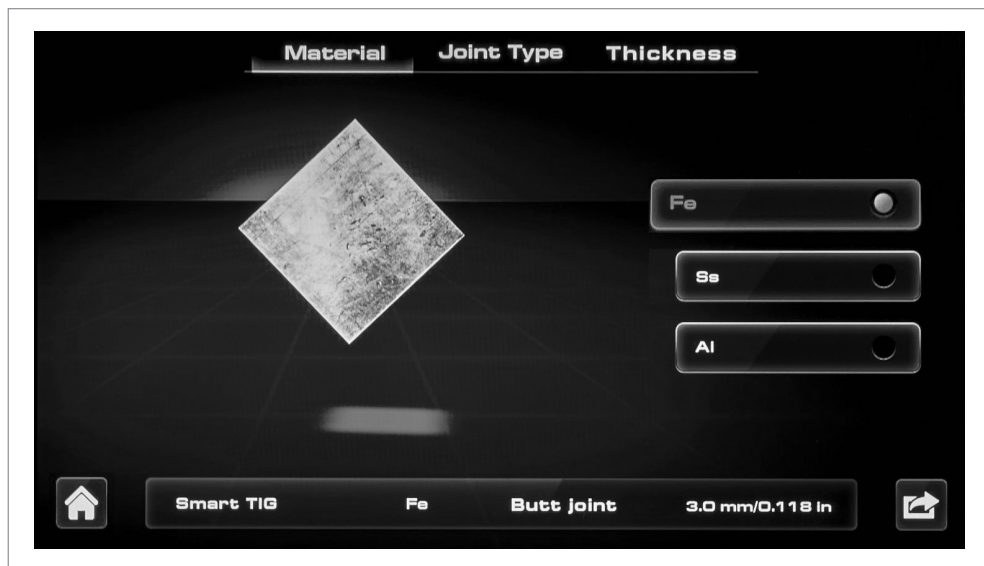 Material Joint Type Thickness
Fe
Ss
Al
Smart TIG Fe Butt joint 3.0 mm/0.118 in